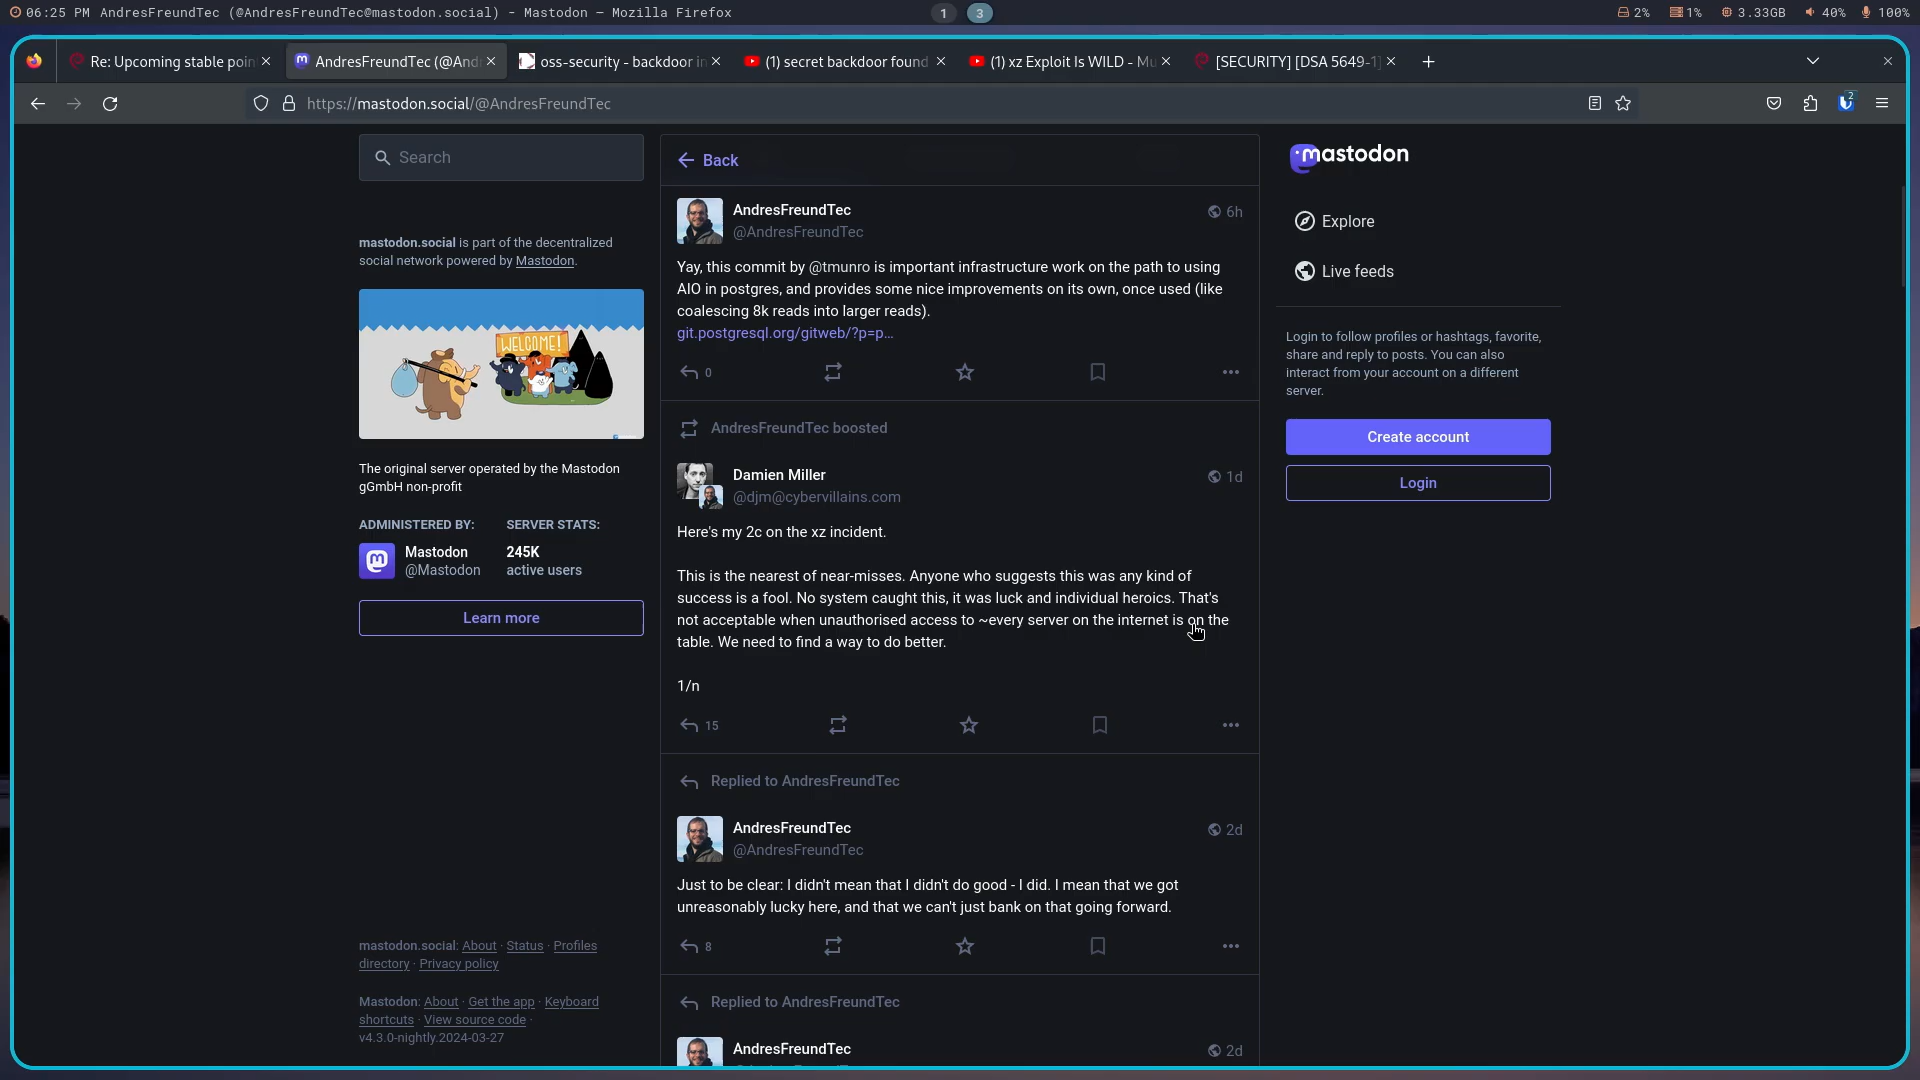 06:25 PM AndresFreundTec (@AndresFreundTec@mastodon.social) - Mastodon — Mozilla Firefox
1 3
2% 1% 3.33GB 40% 100%
Re: Upcoming stable poin
AndresFreundTec (@And
oss-security - backdoor in
(1) secret backdoor found
(1) xz Exploit Is WILD - Mu
[SECURITY] [DSA 5649-1]
https://mastodon.social/@AndresFreundTec
2
Search
mastodon.social is part of the decentralized
social network powered by Mastodon.
WELCOME!
The original server operated by the Mastodon
gGmbH non-profit
ADMINISTERED BY:
Mastodon
@Mastodon
SERVER STATS:
245K
active users
Learn more
mastodon.social: About · Status · Profiles
directory · Privacy policy
Mastodon: About · Get the app · Keyboard
shortcuts · View source code ·
v4.3.0-nightly.2024-03-27
Back
AndresFreundTec
6h
@AndresFreundTec
Yay, this commit by @tmunro is important infrastructure work on the path to using
AIO in postgres, and provides some nice improvements on its own, once used (like
coalescing 8k reads into larger reads).
git.postgresql.org/gitweb/?p=p…
0
AndresFreundTec boosted
Damien Miller
1d
@djm@cybervillains.com
Here's my 2c on the xz incident.
This is the nearest of near-misses. Anyone who suggests this was any kind of
success is a fool. No system caught this, it was luck and individual heroics. That's
not acceptable when unauthorised access to ~every server on the internet is on the
table. We need to find a way to do better.
1/n
15
Replied to AndresFreundTec
AndresFreundTec
2d
@AndresFreundTec
Just to be clear: I didn't mean that I didn't do good - I did. I mean that we got
unreasonably lucky here, and that we can't just bank on that going forward.
8
Replied to AndresFreundTec
AndresFreundTec
2d
mastodon
Explore
Live feeds
Login to follow profiles or hashtags, favorite,
share and reply to posts. You can also
interact from your account on a different
server.
Create account
Login